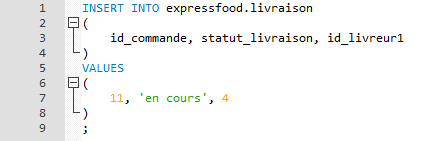 1 INSERT INTO expressfood.livraison
2 (
3 id_commande, statut_livraison, id_livreur1
4 )
5 VALUES
6 (
7 11, 'en cours', 4
8 )
9 ;